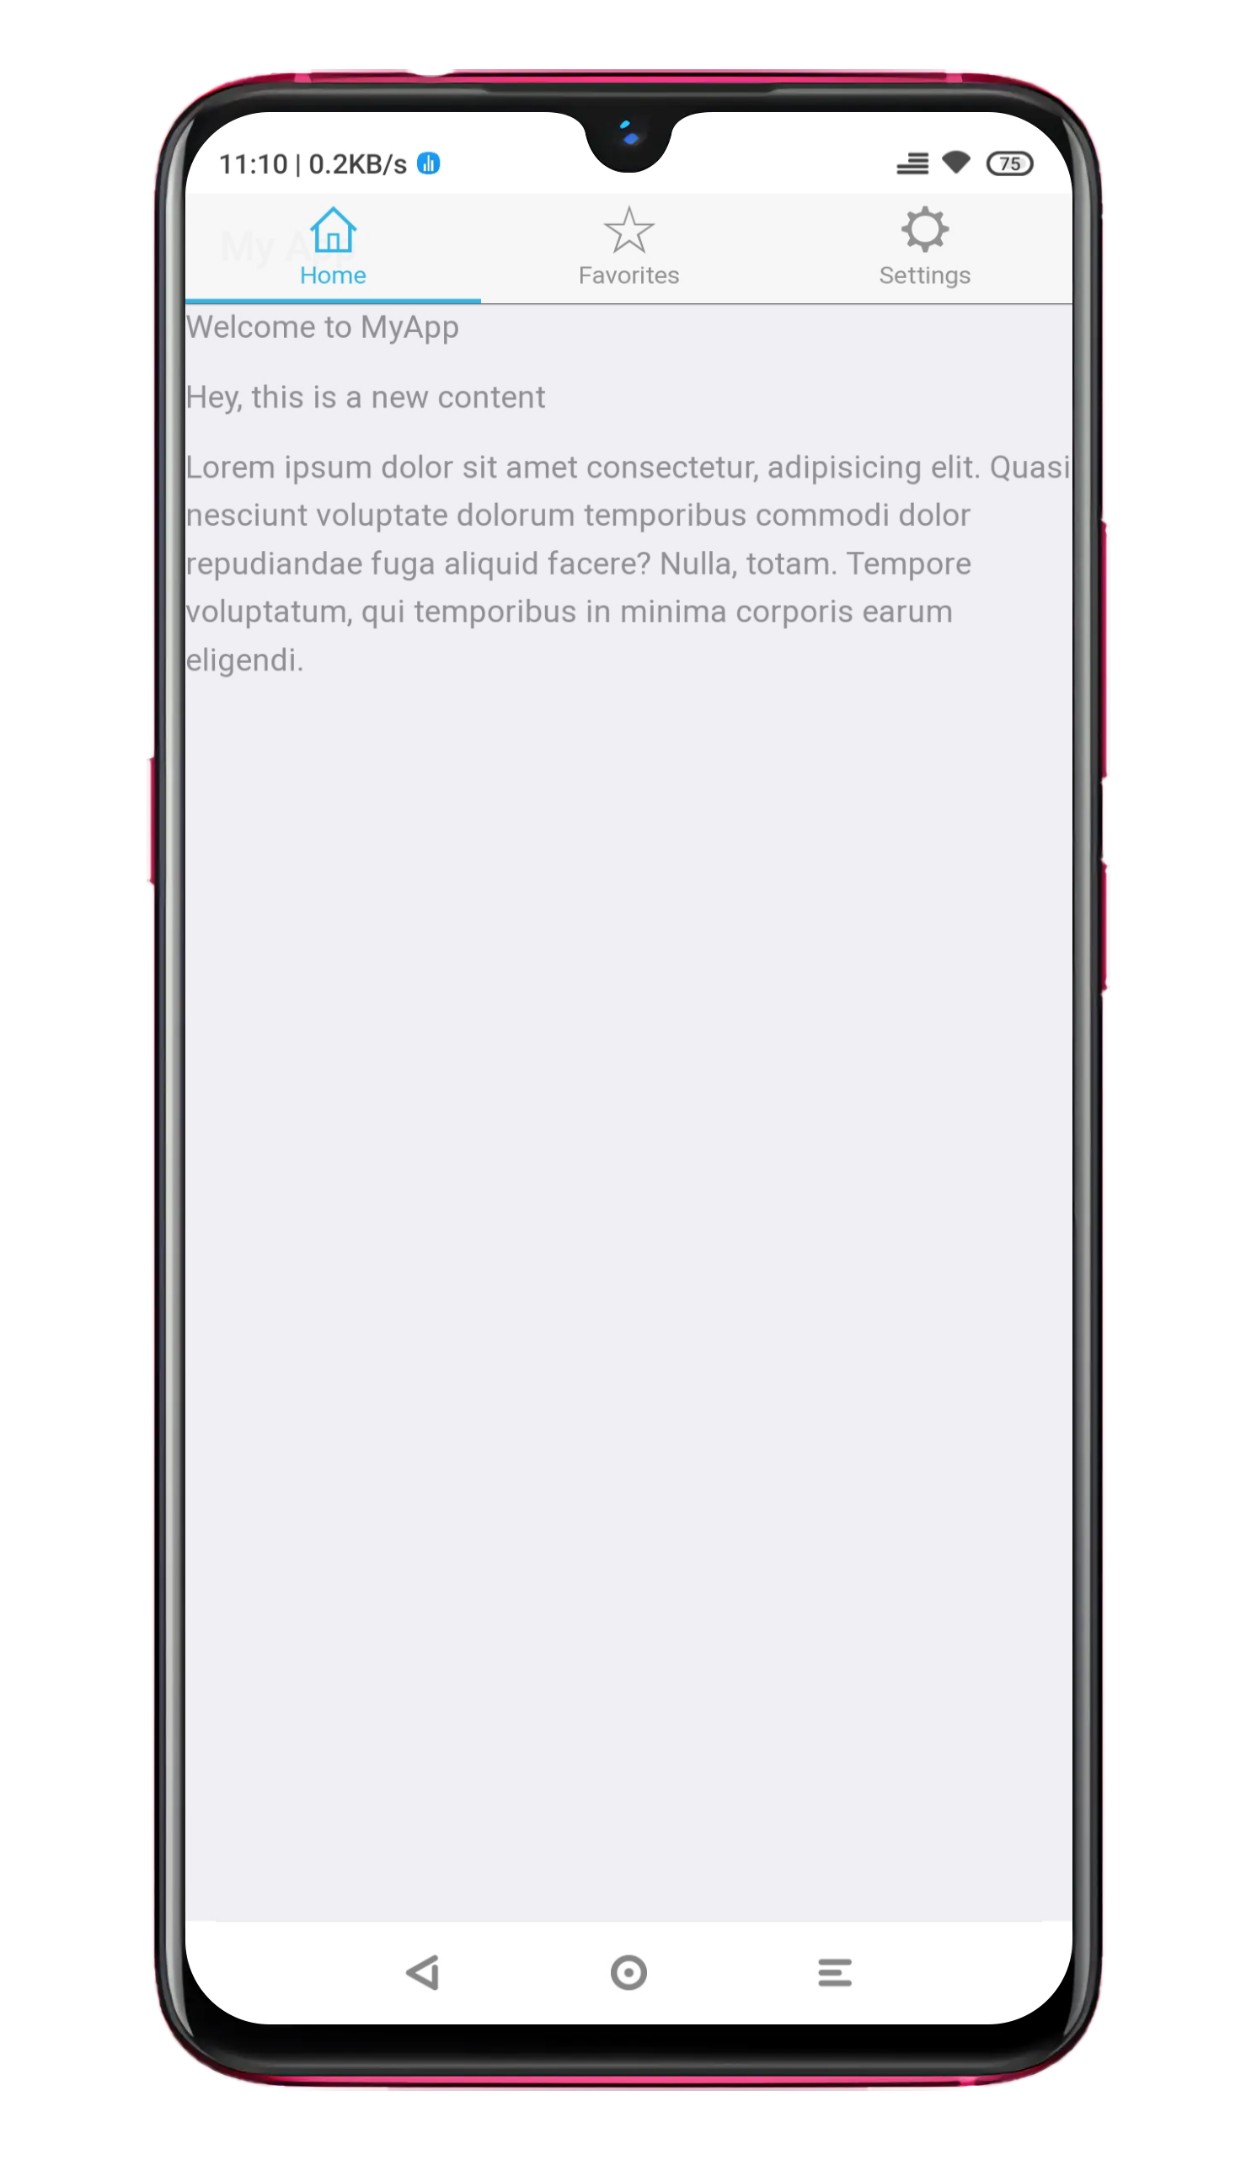 11:10 | 0.2KB/s
75
My App
Home
Favorites
Settings
Welcome to MyApp
Hey, this is a new content
Lorem ipsum dolor sit amet consectetur, adipisicing elit. Quasi
nesciunt voluptate dolorum temporibus commodi dolor
repudiandae fuga aliquid facere? Nulla, totam. Tempore
voluptatum, qui temporibus in minima corporis earum
eligendi.